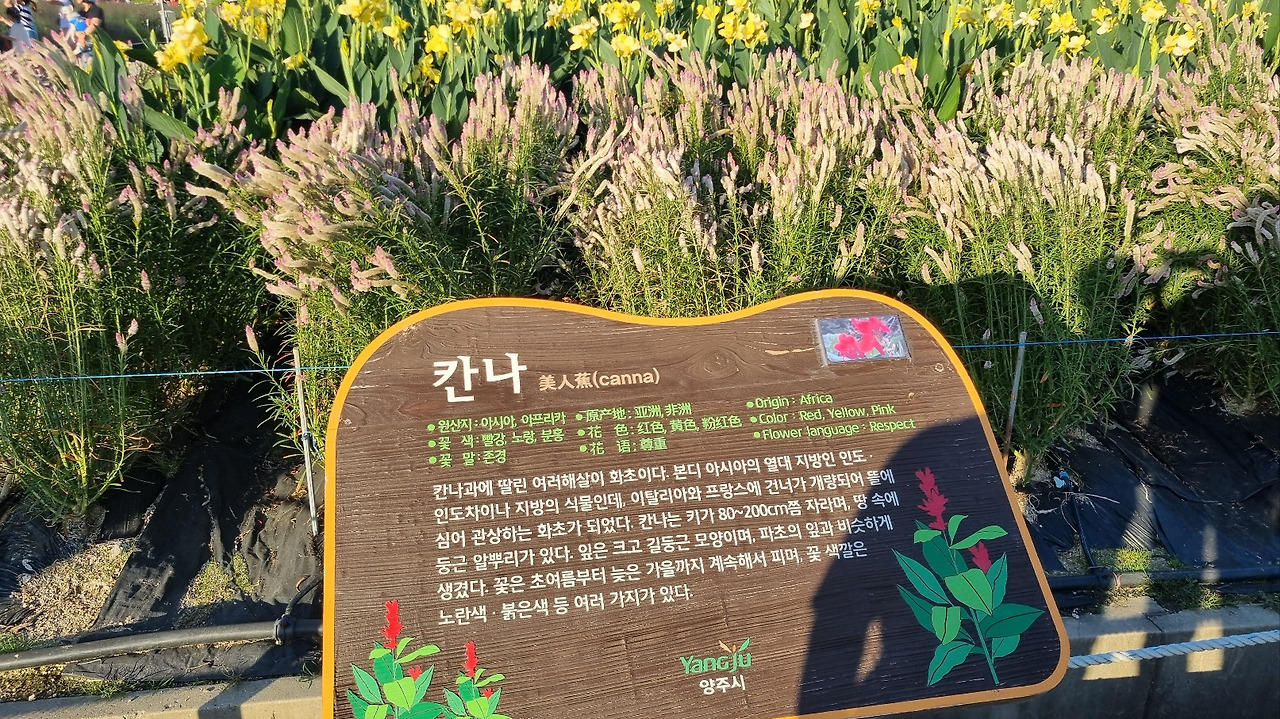 칸나 美人蕉(canna)
●원산지 : 아시아, 아프리카
●꽃 색 : 빨강, 노랑, 분홍
●꽃 말 : 존경
●原产地 : 亚洲, 非洲
●花 色 : 红色, 黄色, 粉红色
●花 语 : 尊重
●Origin : Africa
●Color : Red, Yellow, Pink
●Flower language : Respect
칸나과에 딸린 여러해살이 화초이다. 본디 아시아의 열대 지방인 인도·
인도차이나 지방의 식물인데, 이탈리아와 프랑스에 건너가 개량되어 뜰에
심어 관상하는 화초가 되었다. 칸나는 키가 80~200cm쯤 자라며, 땅 속에
둥근 알뿌리가 있다. 잎은 크고 길둥근 모양이며, 파초의 잎과 비슷하게
생겼다. 꽃은 초여름부터 늦은 가을까지 계속해서 피며, 꽃 색깔은
노란색 · 붉은색 등 여러 가지가 있다.
Yangju
양주시